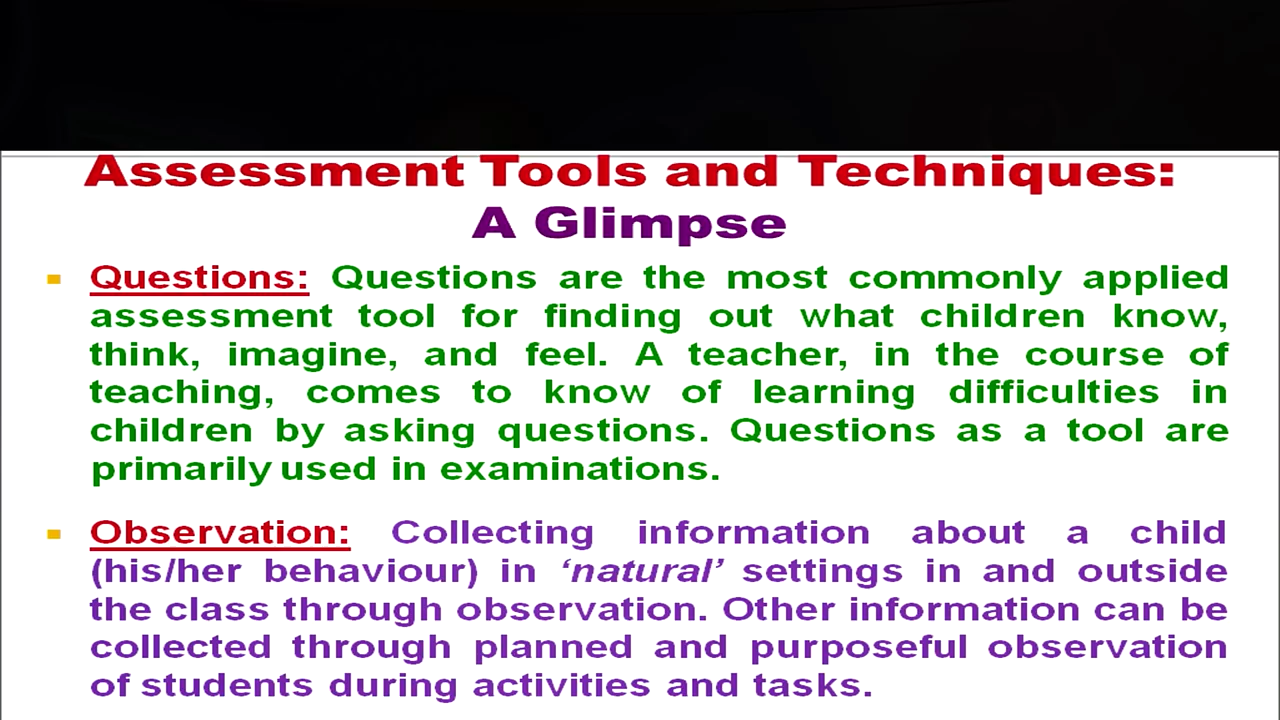 Assessment Tools and Techniques:
A Glimpse
▪ Questions: Questions are the most commonly applied
assessment tool for finding out what children know,
think, imagine, and feel. A teacher, in the course of
teaching, comes to know of learning difficulties in
children by asking questions. Questions as a tool are
primarily used in examinations.
▪ Observation: Collecting information about a child
(his/her behaviour) in ‘natural’ settings in and outside
the class through observation. Other information can be
collected through planned and purposeful observation
of students during activities and tasks.